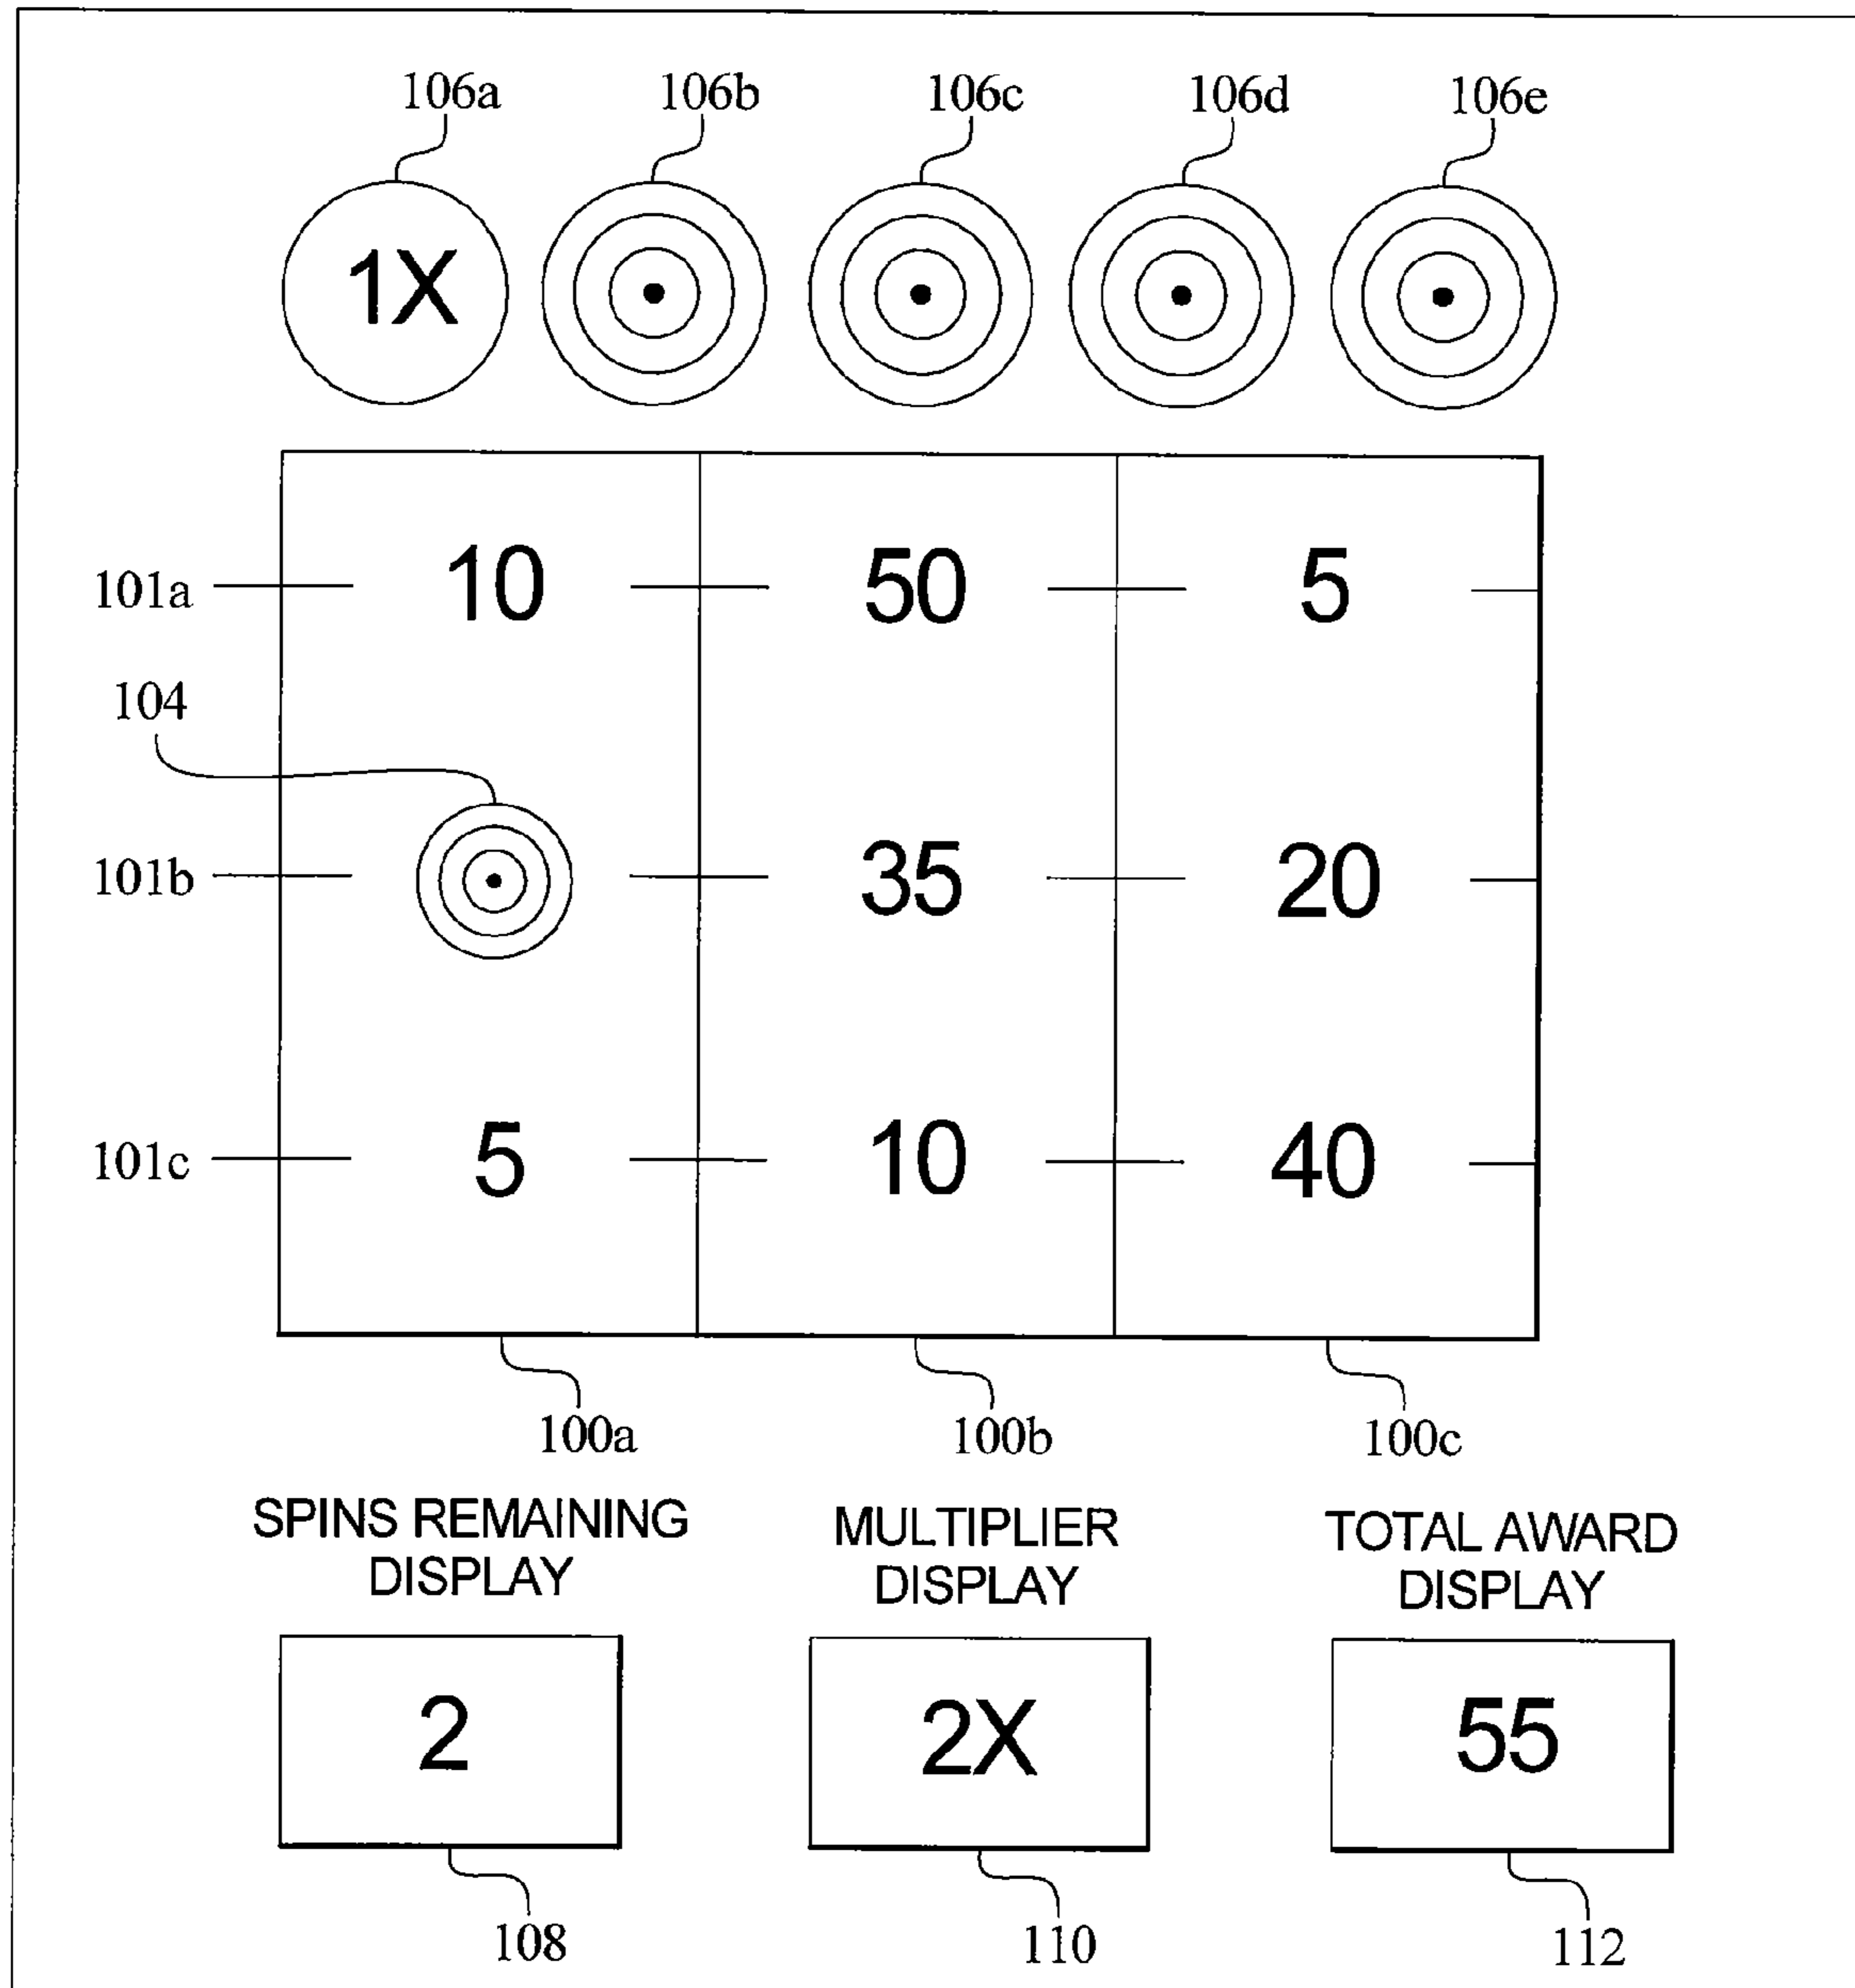 106a 106b 106c 106d 106e
1X
10 50 5
101a
104
101b
35 20
101c
5 10 40
100a 100b 100c
SPINS REMAINING
DISPLAY
MULTIPLIER
DISPLAY
TOTAL AWARD
DISPLAY
2 2X 55
108 110 112